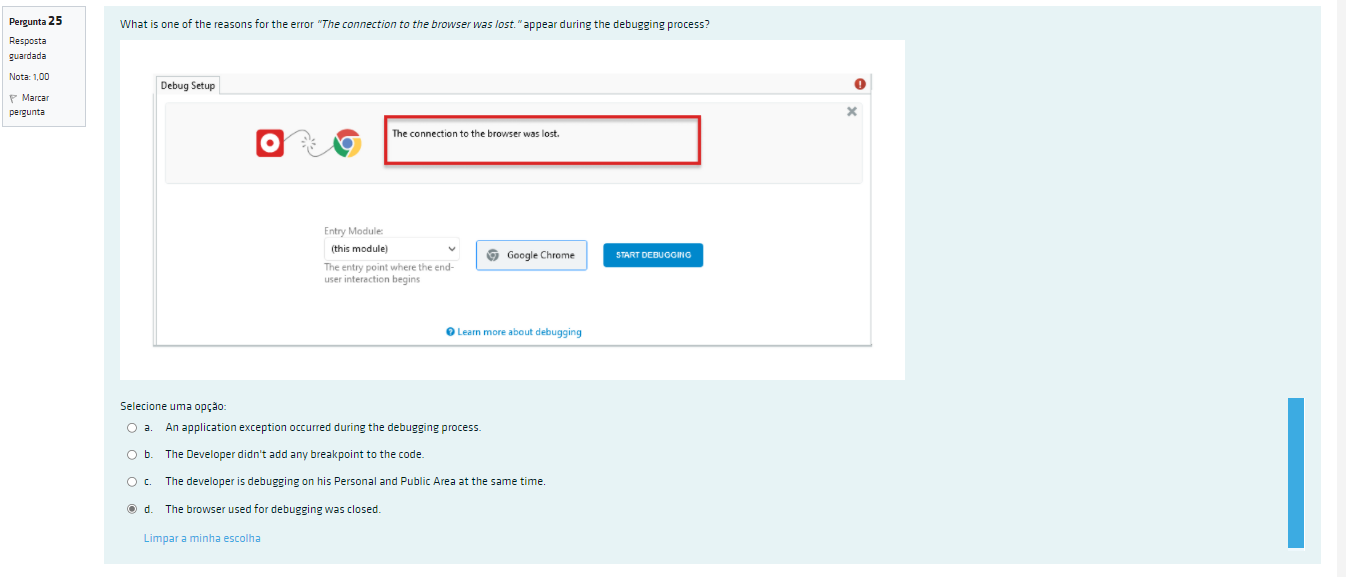 Pergunta 25
Resposta
guardada
Nota: 1,00
Marcar
pergunta
What is one of the reasons for the error "The connection to the browser was lost." appear during the debugging process?
Debug Setup
The connection to the browser was lost.
Entry Module:
(this module)
The entry point where the end-
user interaction begins
Google Chrome
START DEBUGGING
Learn more about debugging
Selecione uma opção:
a. An application exception occurred during the debugging process.
b. The Developer didn't add any breakpoint to the code.
c. The developer is debugging on his Personal and Public Area at the same time.
d. The browser used for debugging was closed.
Limpar a minha escolha